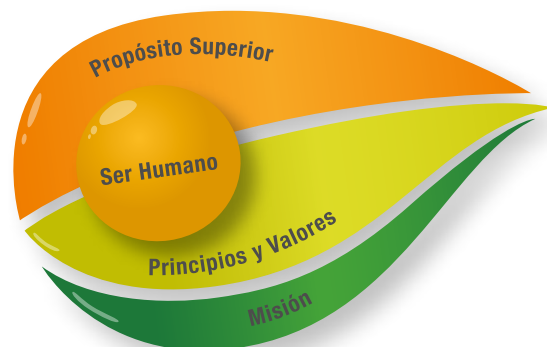 Propósito Superior
Ser Humano
Principios y Valores
Misión